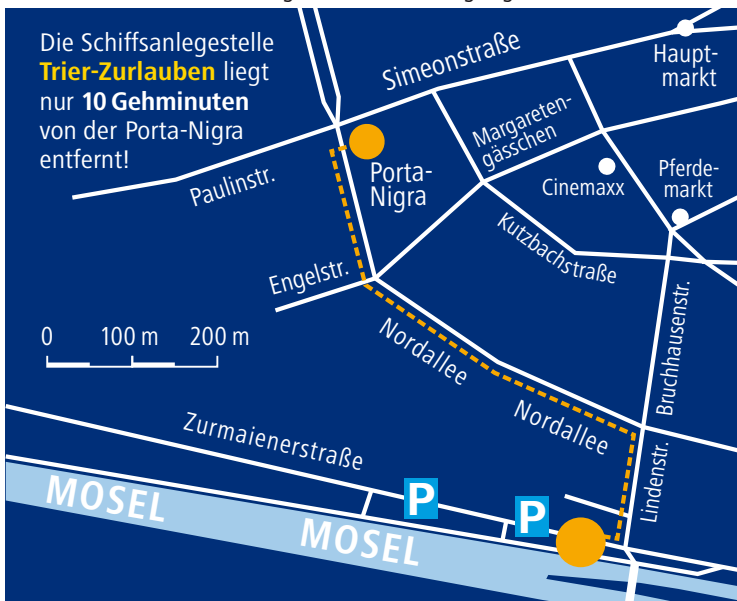 Die Schiffsanlegestelle
Trier-Zurlauben liegt
nur 10 Gehminuten
von der Porta-Nigra
entfernt!
Simeonstraße
Haupt-
markt
Margareten-
gässchen
Paulinstr.
Porta-
Nigra
Cinemaxx
Pferde-
markt
Kutzbachstraße
Engelstr.
0 100 m 200 m
Nordallee
Nordallee
Bruchhausenstr.
Lindenstr.
Zurmaienerstraße
P
P
MOSEL
MOSEL